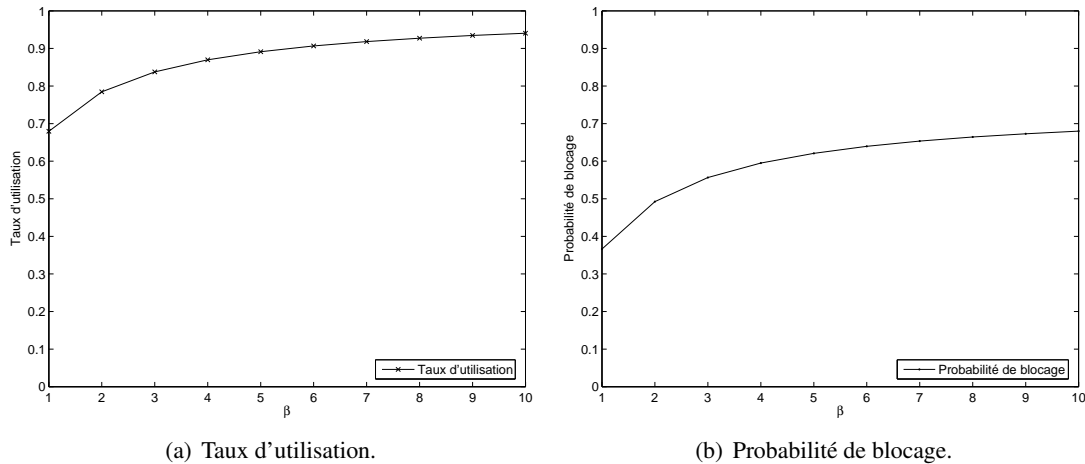 1
0.9
0.8
0.7
0.6
0.5
0.4
0.3
0.2
0.1
0
Taux d'utilisation
1 2 3 4 5 6 7 8 9 10
β
Taux d'utilisation
(a) Taux d'utilisation.
1
0.9
0.8
0.7
0.6
0.5
0.4
0.3
0.2
0.1
0
Probabilité de blocage
1 2 3 4 5 6 7 8 9 10
β
Probabilité de blocage
(b) Probabilité de blocage.